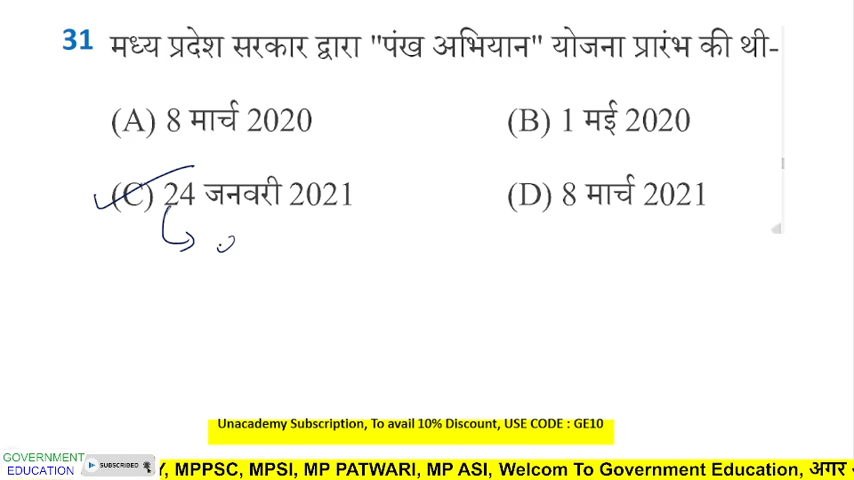 31 मध्य प्रदेश सरकार द्वारा "पंख अभियान" योजना प्रारंभ की थी-
(A) 8 मार्च 2020
(B) 1 मई 2020
(C) 24 जनवरी 2021
(D) 8 मार्च 2021
Unacademy Subscription, To avail 10% Discount, USE CODE : GE10
GOVERNMENT
EDUCATION
SUBSCRIBED
Y, MPPSC, MPSI, MP PATWARI, MP ASI, Welcom To Government Education, अगर